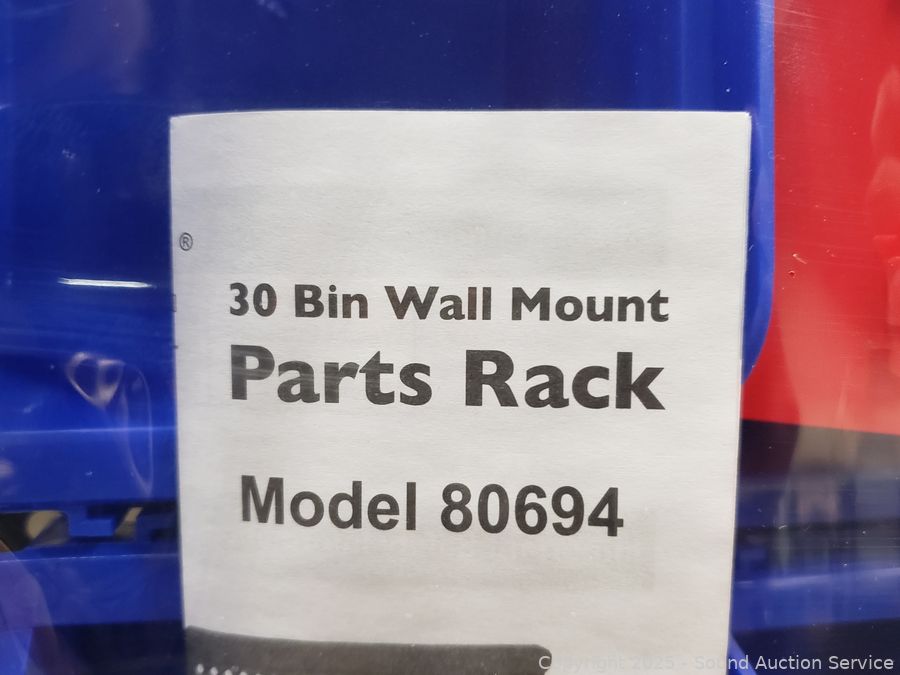 ®
30 Bin Wall Mount
Parts Rack
Model 80694
Copyright 2025 - Sound Auction Service